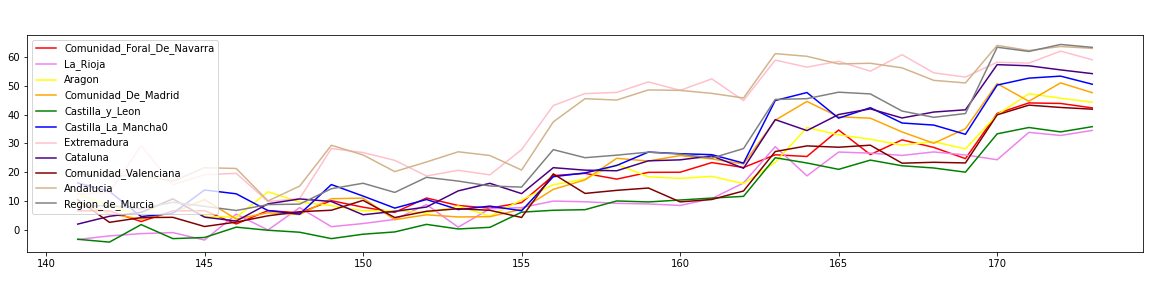 Comunidad_Foral_De_Navarra
La_Rioja
Aragon
Comunidad_De_Madrid
Castilla_y_Leon
Castilla_La_Mancha0
Extremadura
Cataluna
Comunidad_Valenciana
Andalucia
Region_de_Murcia
60
50
40
30
20
10
0
140 145 150 155 160 165 170